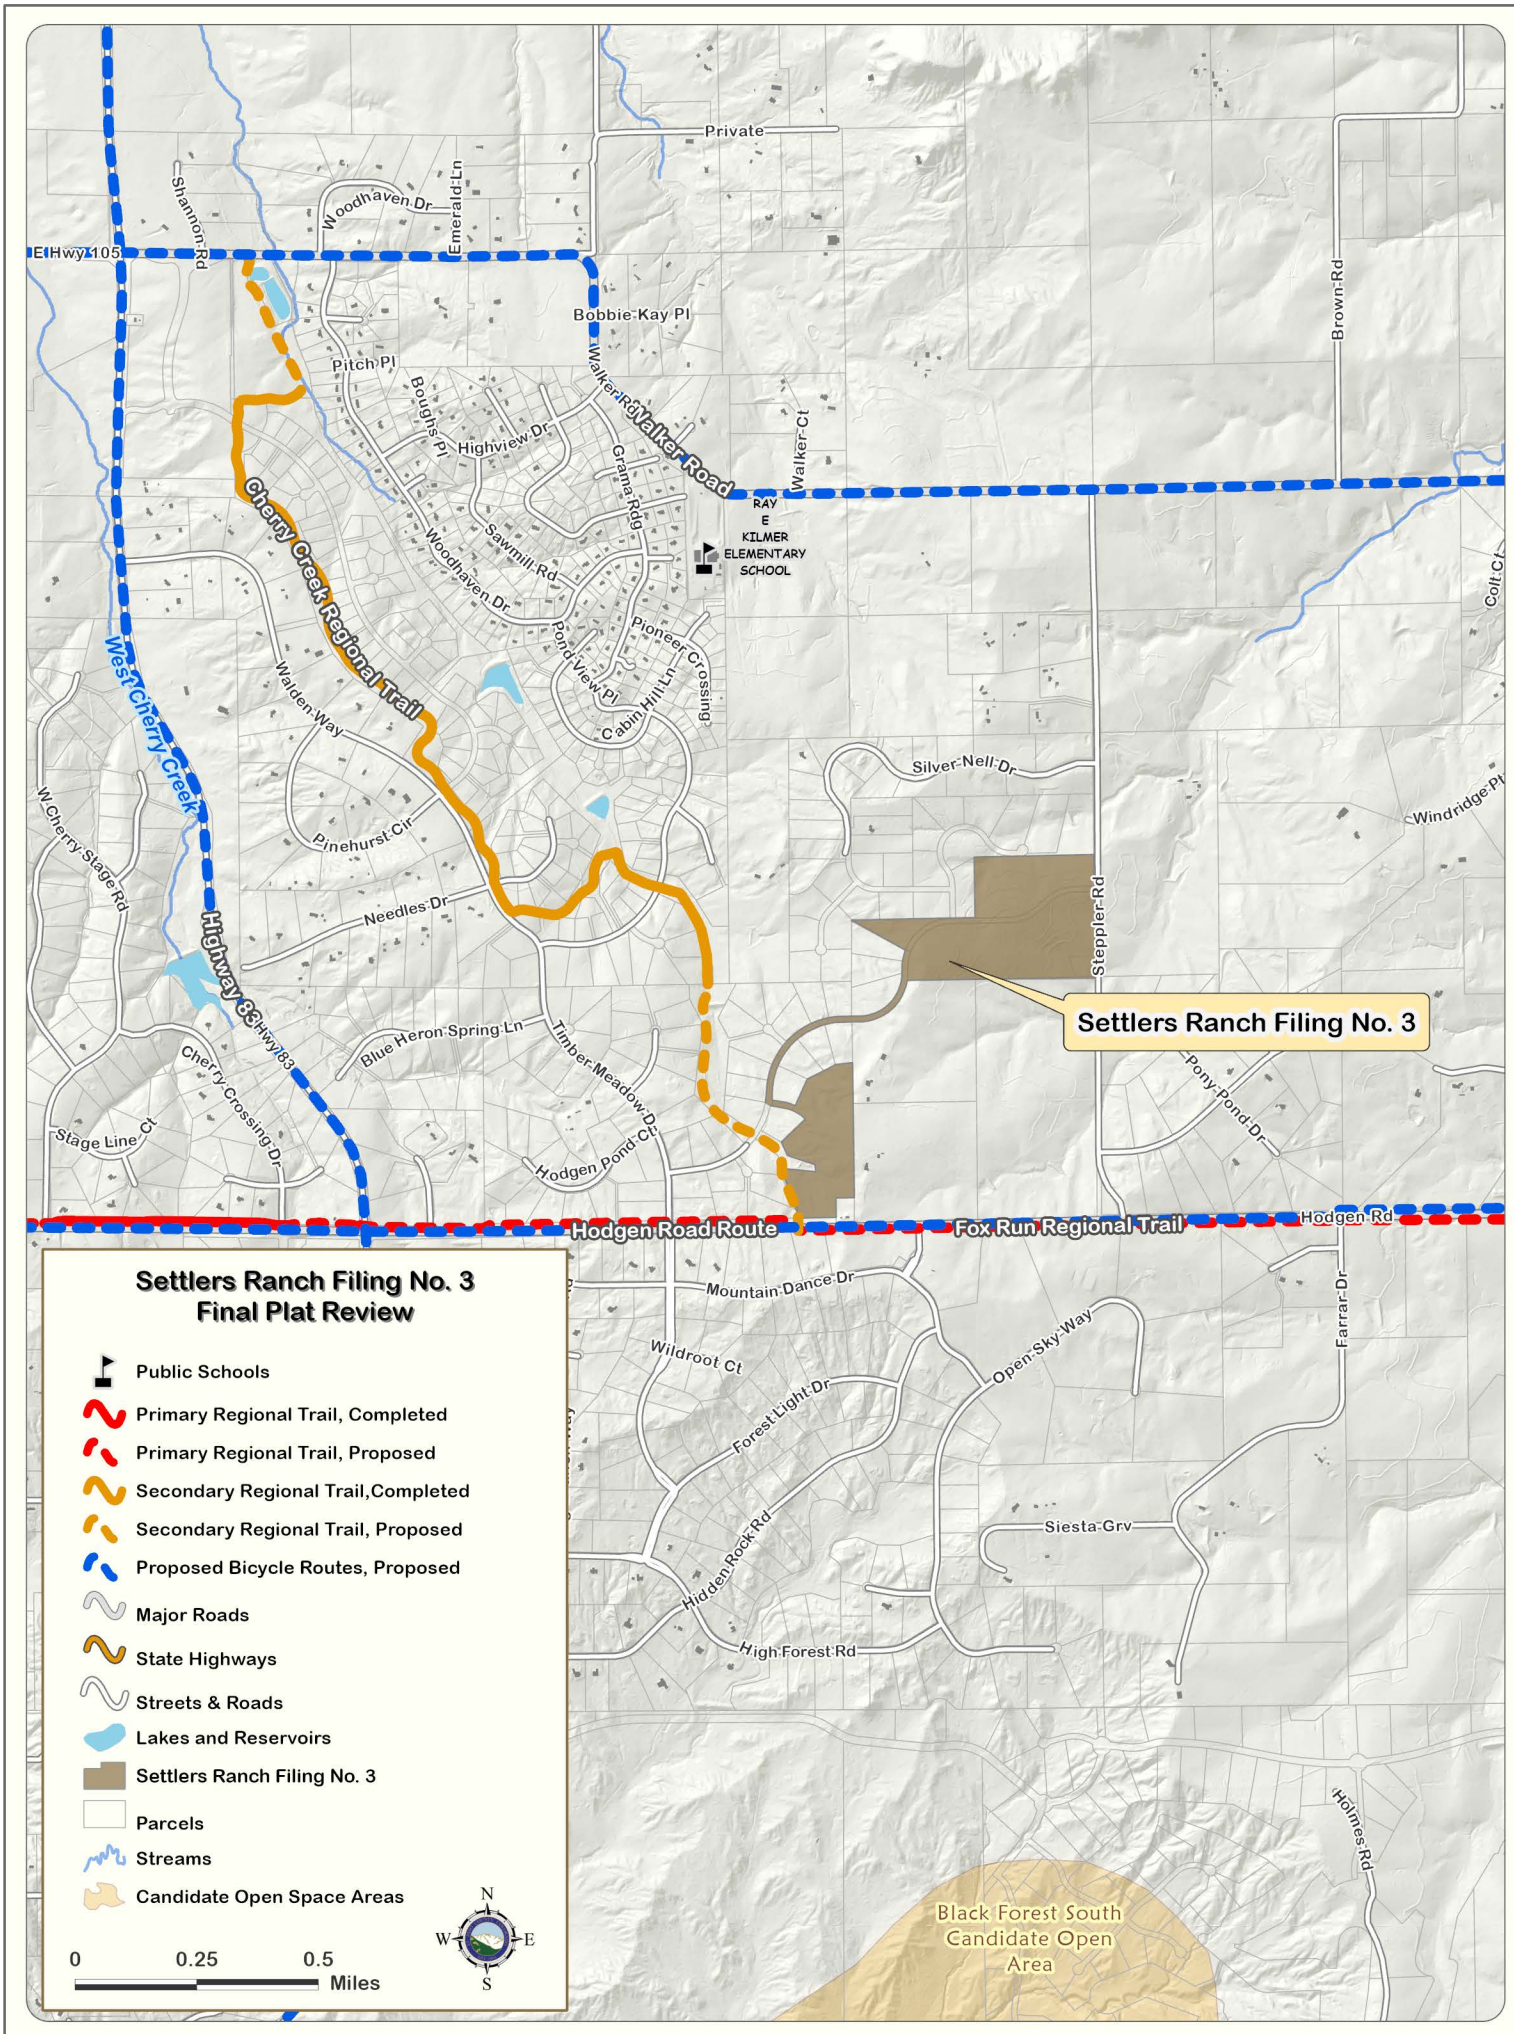 Private
Shannon Rd
Woodhaven Dr
Emerald Ln
E Hwy 105
Brown Rd
Bobbie Kay Pl
Pitch Pl
Walker Rd
Boughs Pl
Walker Road
Walker Ct
Highview Dr
Grama Rdg
Cherry Creek Regional Trail
RAY
E
KILMER
ELEMENTARY
SCHOOL
Sawmill Rd
Woodhaven Dr
Colt Ct
Pioneer Crossing
Pond View Pl
West Cherry Creek
Walden Way
Cabin Hill Ln
Silver Nell Dr
W Cherry Stage Rd
Pinehurst Cir
Windridge Pt
Needles Dr
Steppler Rd
Highway 83
Hwy 83
Settlers Ranch Filing No. 3
Blue Heron Spring Ln
Timber Meadow Dr
Cherry Crossing Dr
Pony Pond Dr
Stage Line Ct
Hodgen Pond Ct
Hodgen Road Route
Fox Run Regional Trail
Hodgen Rd
Mountain Dance Dr
Farrar Dr
Wildroot Ct
Open Sky Way
Forest Light Dr
Hidden Rock Rd
Siesta Grv
High Forest Rd
Holmes Rd
Black Forest South
Candidate Open
Area
Settlers Ranch Filing No. 3
Final Plat Review
Public Schools
Primary Regional Trail, Completed
Primary Regional Trail, Proposed
Secondary Regional Trail,Completed
Secondary Regional Trail, Proposed
Proposed Bicycle Routes, Proposed
Major Roads
State Highways
Streets & Roads
Lakes and Reservoirs
Settlers Ranch Filing No. 3
Parcels
Streams
Candidate Open Space Areas
N
W
E
S
0
0.25
0.5
Miles